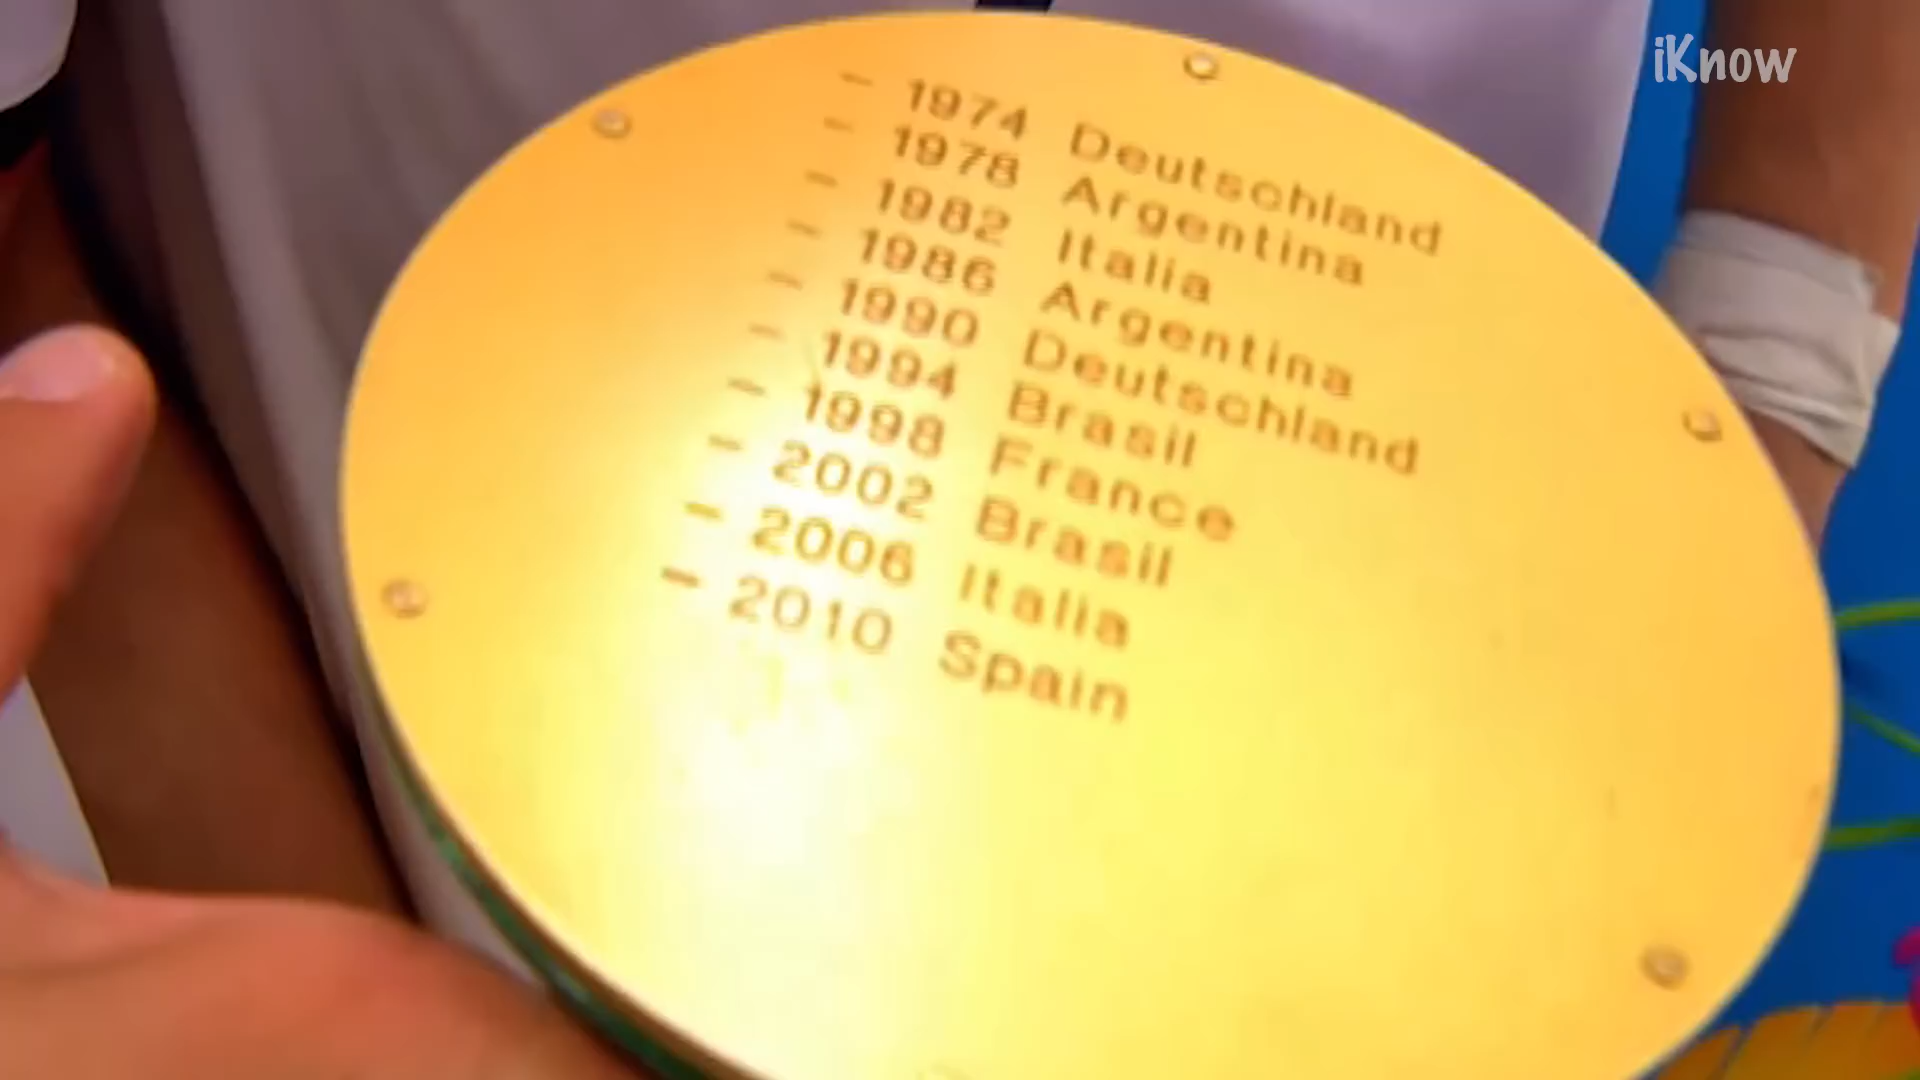 iKnow
- 1974 Deutschland
- 1978 Argentina
- 1982 Italia
- 1986 Argentina
- 1990 Deutschland
- 1994 Brasil
- 1998 France
- 2002 Brasil
- 2006 Italia
- 2010 Spain